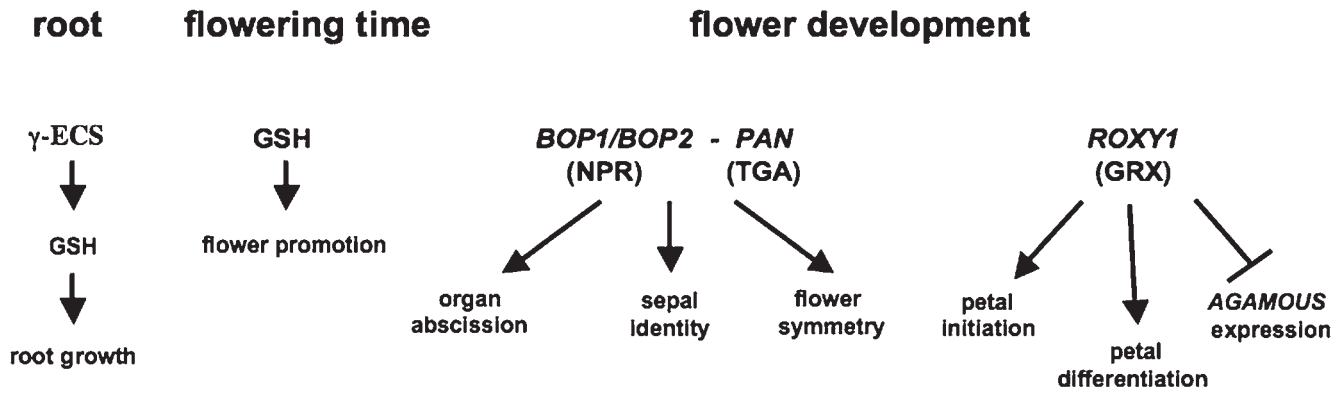 root
flowering time
flower development
γ-ECS
GSH
root growth
GSH
flower promotion
BOP1/BOP2 - PAN
(NPR) (TGA)
organ
abscission
sepal
identity
flower
symmetry
ROXY1
(GRX)
petal
initiation
petal
differentiation
AGAMOUS
expression